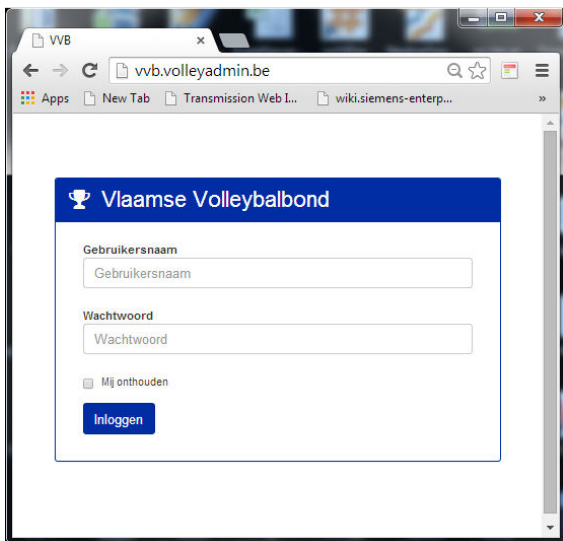 VVB
vvb.volleyadmin.be
Apps New Tab Transmission Web I... wiki.siemens-enterp... »
Vlaamse Volleybalbond
Gebruikersnaam
Gebruikersnaam
Wachtwoord
Wachtwoord
Mij onthouden
Inloggen